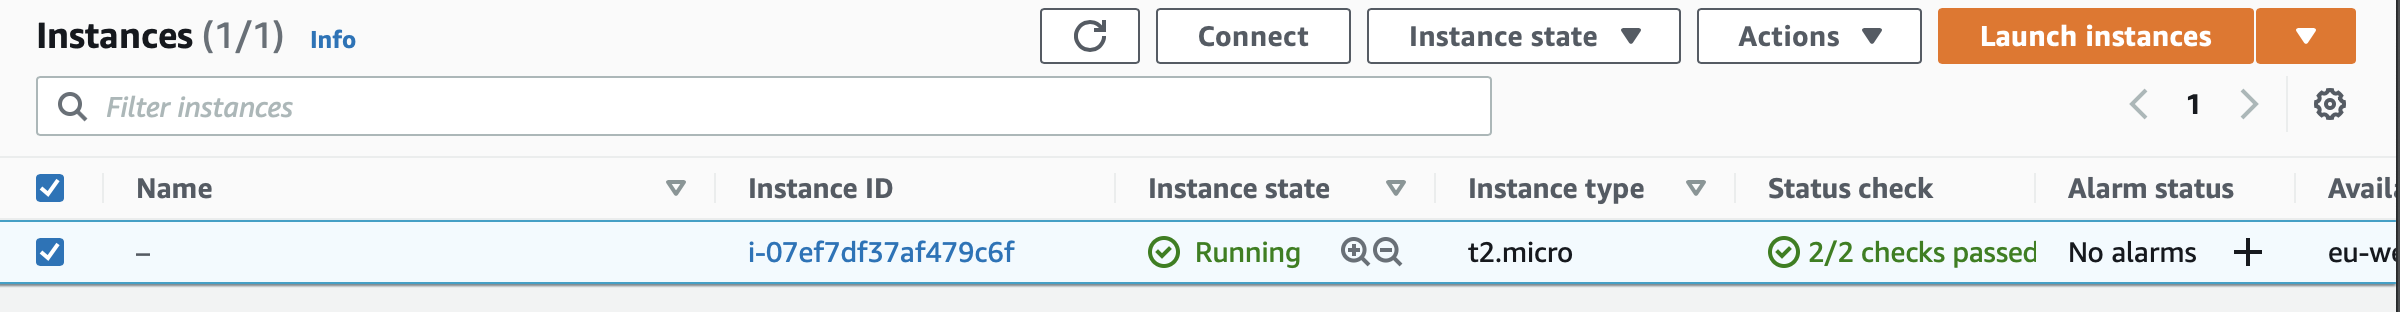 Instances (1/1) Info Connect Instance state Actions Launch instances
Filter instances 1
Name Instance ID Instance state Instance type Status check Alarm status
– i-07ef7df37af479c6f Running t2.micro 2/2 checks passed No alarms + eu-we